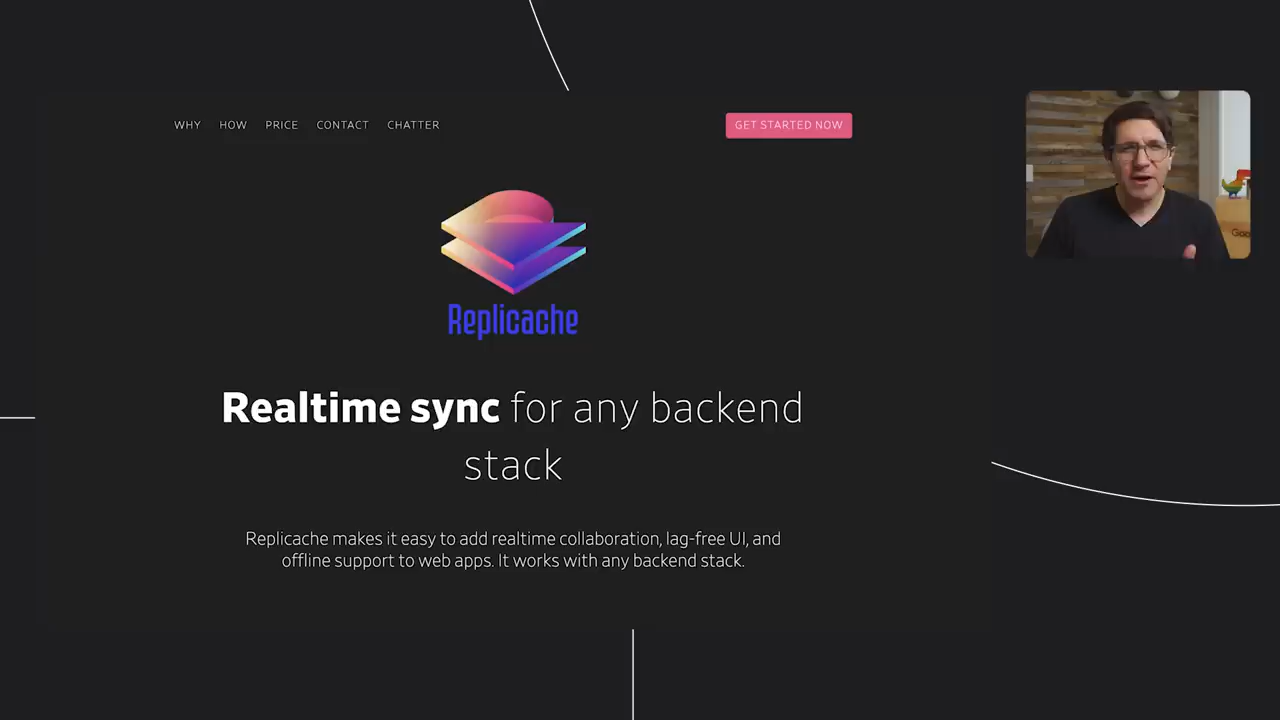 WHY HOW PRICE CONTACT CHATTER GET STARTED NOW
Replicache
Realtime sync for any backend
stack
Replicache makes it easy to add realtime collaboration, lag-free UI, and
offline support to web apps. It works with any backend stack.